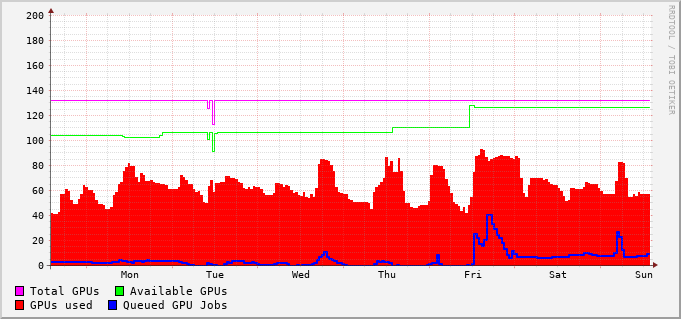 RRDTOOL / TOBI OETIKER
200
180
160
140
120
100
80
60
40
20
0
Mon Tue Wed Thu Fri Sat Sun
Total GPUs Available GPUs
GPUs used Queued GPU Jobs